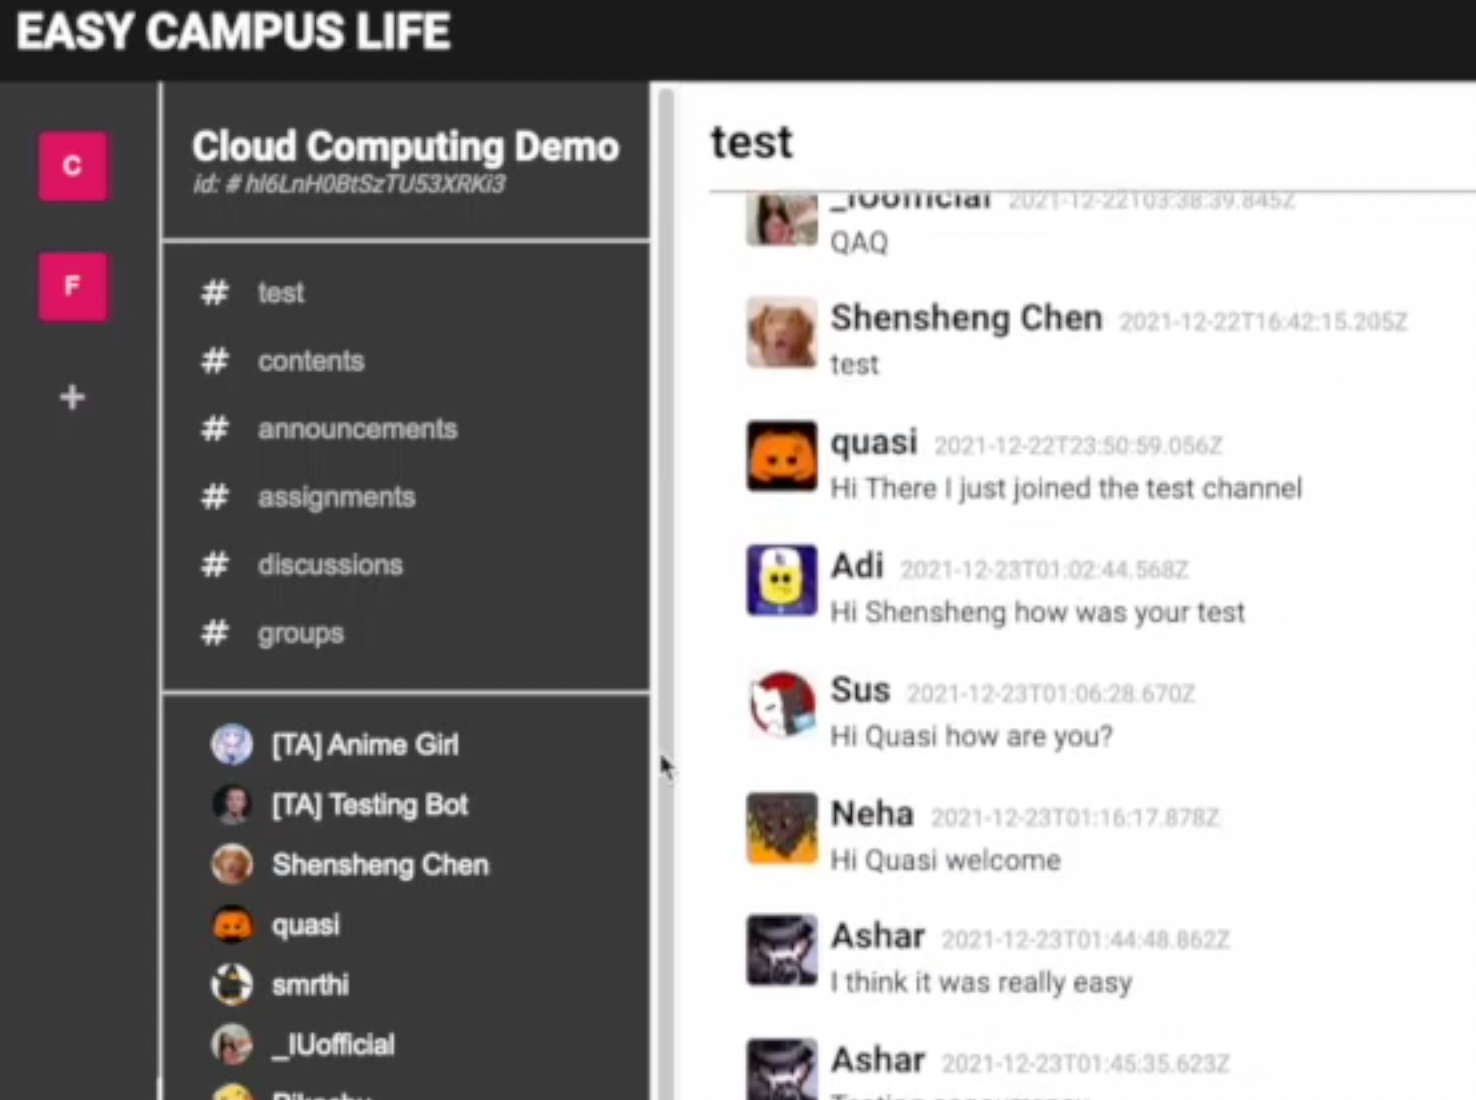 EASY CAMPUS LIFE
C
F
+
Cloud Computing Demo
id: # hl6LnH0BtSzTU53XRKi3
# test
# contents
# announcements
# assignments
# discussions
# groups
[TA] Anime Girl
[TA] Testing Bot
Shensheng Chen
quasi
smrthi
_IUofficial
Pikachu
test
_IUofficial 2021-12-22T03:38:39.845Z
QAQ
Shensheng Chen 2021-12-22T16:42:15.205Z
test
quasi 2021-12-22T23:50:59.056Z
Hi There I just joined the test channel
Adi 2021-12-23T01:02:44.568Z
Hi Shensheng how was your test
Sus 2021-12-23T01:06:28.670Z
Hi Quasi how are you?
Neha 2021-12-23T01:16:17.878Z
Hi Quasi welcome
Ashar 2021-12-23T01:44:48.862Z
I think it was really easy
Ashar 2021-12-23T01:45:35.623Z
Testing